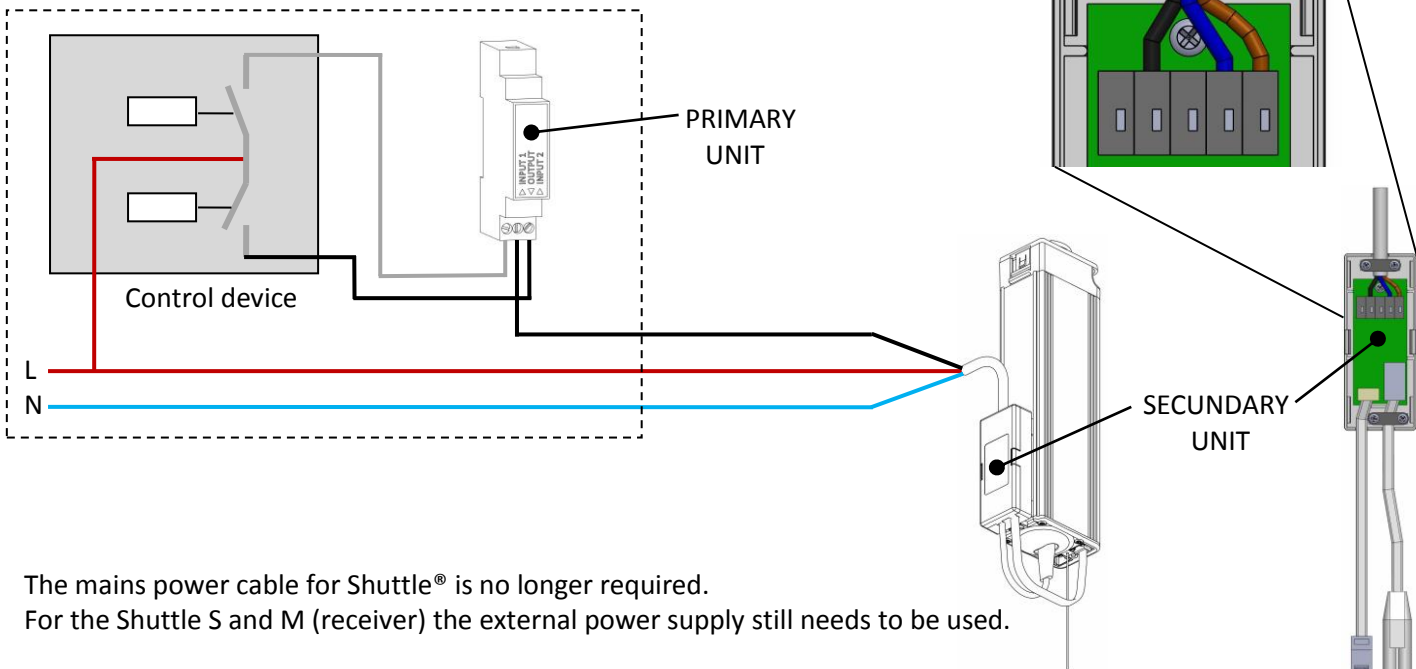 PRIMARY
UNIT
△ INPUT 1
▽ OUTPUT
△ INPUT 2
Control device
L
N
SECUNDARY
UNIT
The mains power cable for Shuttle® is no longer required.
For the Shuttle S and M (receiver) the external power supply still needs to be used.